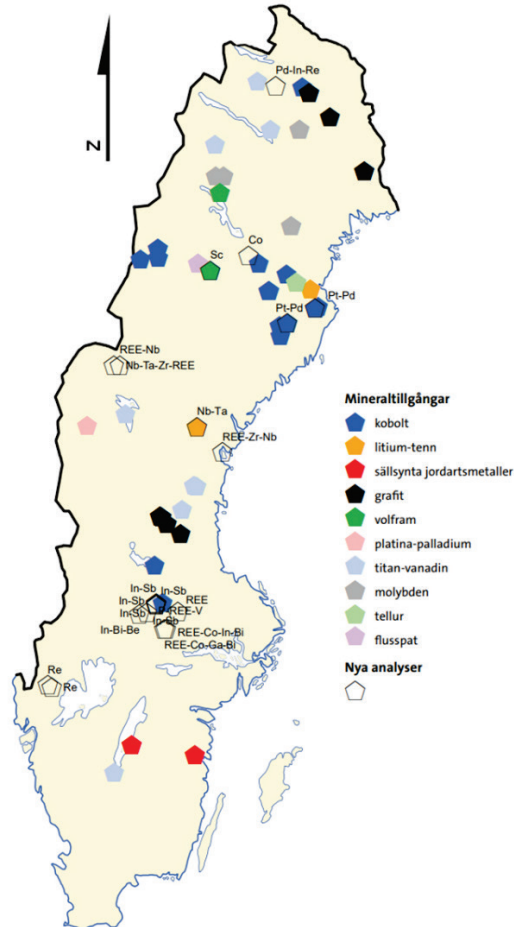 Pd-In-Re
N
Co
Sc
Pt-Pd
Pt-Pd
REE-Nb
Nb-Ta-Zr-REE
Nb-Ta
REE-Zr-Nb
Mineraltillgångar
kobolt
litium-tenn
sällsynta jordartsmetaller
grafit
volfram
platina-palladium
titan-vanadin
molybden
tellur
flusspat
Nya analyser
In-Sb
In-Sb
In-Sb
REE
In-Sb
REE-V
In-Sb
In-Bi-Be
REE-Co-In-Bi
REE-Co-Ga-Bi
Re
Re